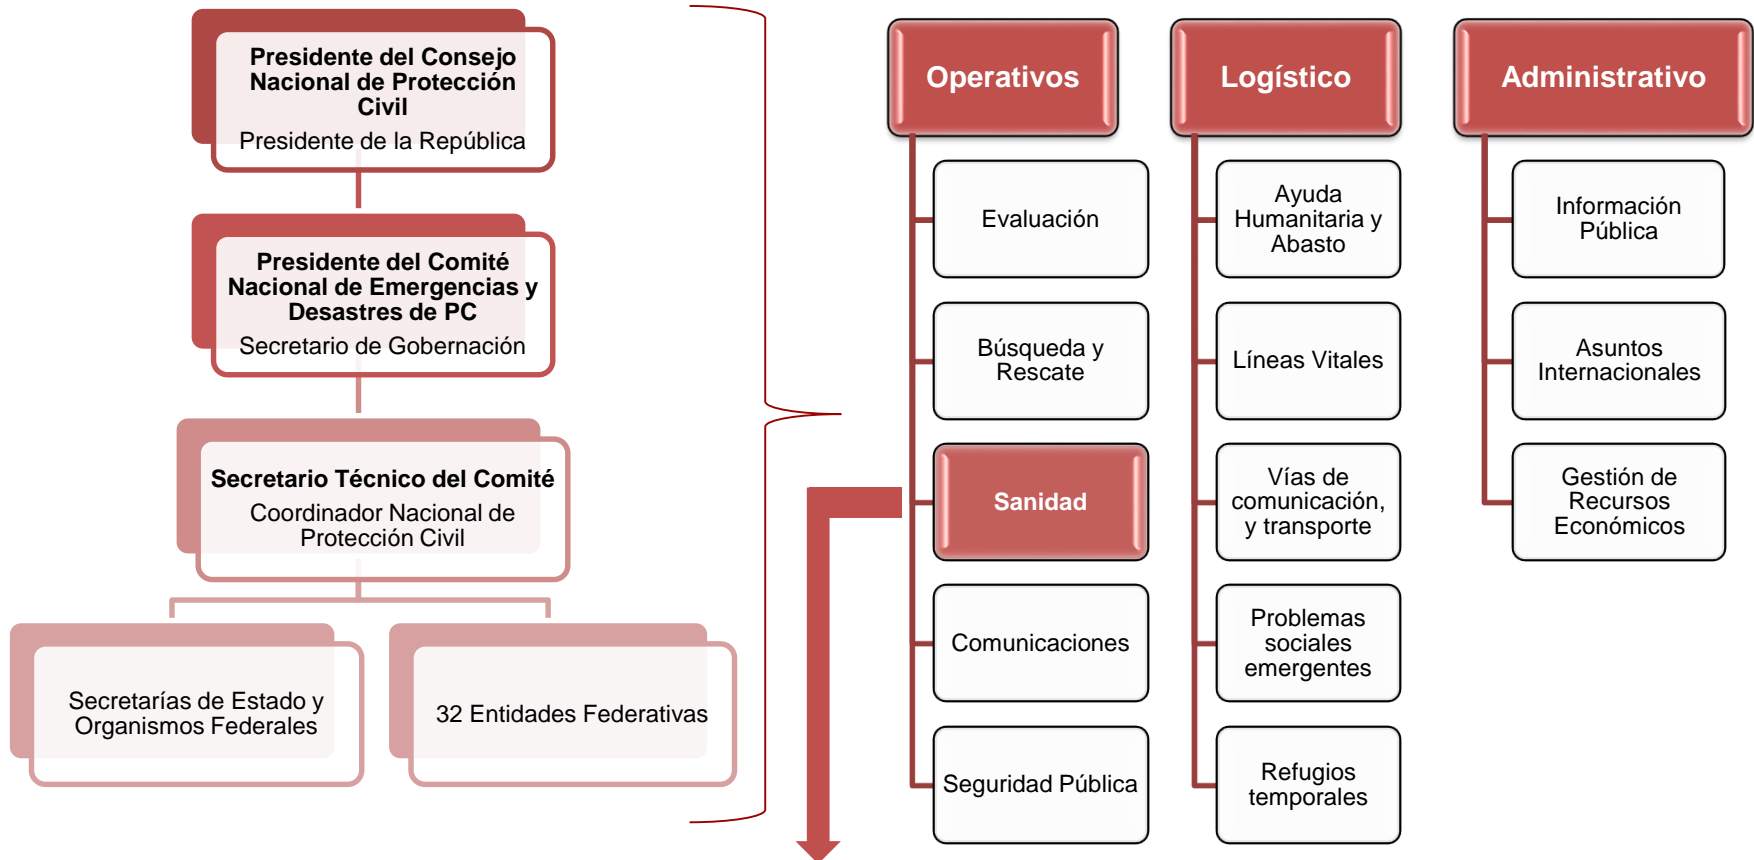 Presidente del Consejo
Nacional de Protección
Civil
Presidente de la República
Presidente del Comité
Nacional de Emergencias y
Desastres de PC
Secretario de Gobernación
Secretario Técnico del Comité
Coordinador Nacional de
Protección Civil
Secretarías de Estado y
Organismos Federales
32 Entidades Federativas
Operativos
Evaluación
Búsqueda y
Rescate
Sanidad
Comunicaciones
Seguridad Pública
Logístico
Ayuda
Humanitaria y
Abasto
Líneas Vitales
Vías de
comunicación,
y transporte
Problemas
sociales
emergentes
Refugios
temporales
Administrativo
Información
Pública
Asuntos
Internacionales
Gestión de
Recursos
Económicos